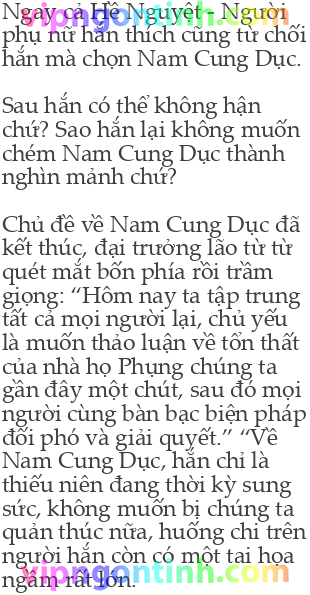 Ngay cả Hề Nguyệt - Người
vipngontinh.com
phụ nữ hắn thích cũng từ chối
hắn mà chọn Nam Cung Dục.
Sau hắn có thể không hận
chứ? Sao hắn lại không muốn
chém Nam Cung Dục thành
nghìn mảnh chứ?
Chủ đề về Nam Cung Dục đã
kết thúc, đại trưởng lão từ từ
quét mắt bốn phía rồi trầm
giọng: “Hôm nay ta tập trung
tất cả mọi người lại, chủ yếu
là muốn thảo luận về tổn thất
của nhà họ Phụng chúng ta
gần đây một chút, sau đó mọi
người cùng bàn bạc biện pháp
đối phó và giải quyết.” “Về
Nam Cung Dục, hắn chỉ là
thiếu niên đang thời kỳ sung
sức, không muốn bị chúng ta
quản thúc nữa, huống chi trên
người hắn còn có một tai họa
ngầm rất lớn.
vipngontinh.com